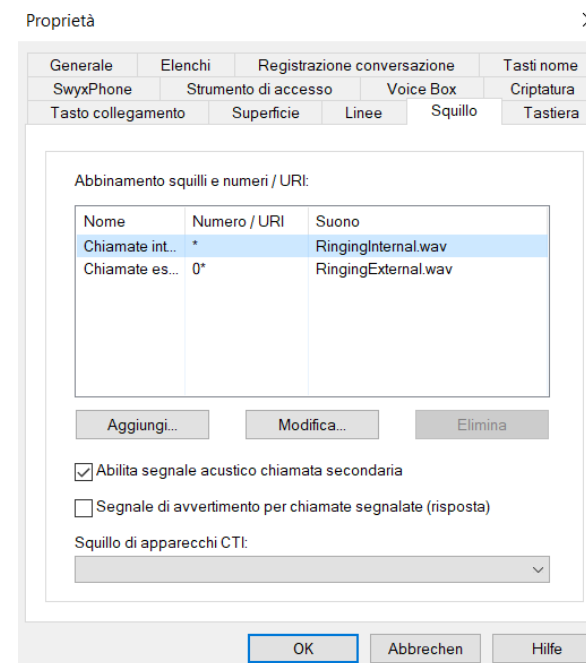 Proprietà
Generale Elenchi Registrazione conversazione Tasti nome
SwyxPhone Strumento di accesso Voice Box Criptatura
Tasto collegamento Superficie Linee Squillo Tastiera
Abbinamento squilli e numeri / URI:
Nome Numero / URI Suono
Chiamate int... * RingingInternal.wav
Chiamate es... 0* RingingExternal.wav
Aggiungi... Modifica... Elimina
Abilita segnale acustico chiamata secondaria
Segnale di avvertimento per chiamate segnalate (risposta)
Squillo di apparecchi CTI:
OK Abbrechen Hilfe